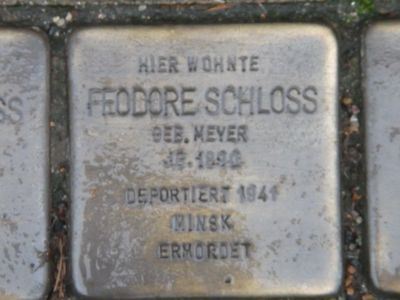 HIER WOHNTE
FEODORE SCHLOSS
GEB. MEYER
JG.
DEPORTIERT 1941
MINSK
ERMORDET